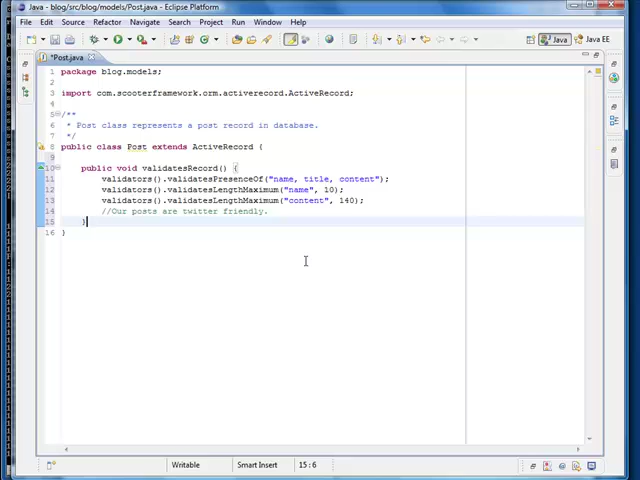 Java - blog/src/blog/models/Post.java - Eclipse Platform
File Edit Source Refactor Navigate Search Project Run Window Help
Java Java EE
*Post.java
1 package blog.models;
2
3 import com.scooterframework.orm.activerecord.ActiveRecord;
4
5 /**
6 * Post class represents a post record in database.
7 */
8 public class Post extends ActiveRecord {
9
10 public void validatesRecord() {
11 validators().validatesPresenceOf("name, title, content");
12 validators().validatesLengthMaximum("name", 10);
13 validators().validatesLengthMaximum("content", 140);
14 //Our posts are twitter friendly.
15 }
16 }
Writable Smart Insert 15:6